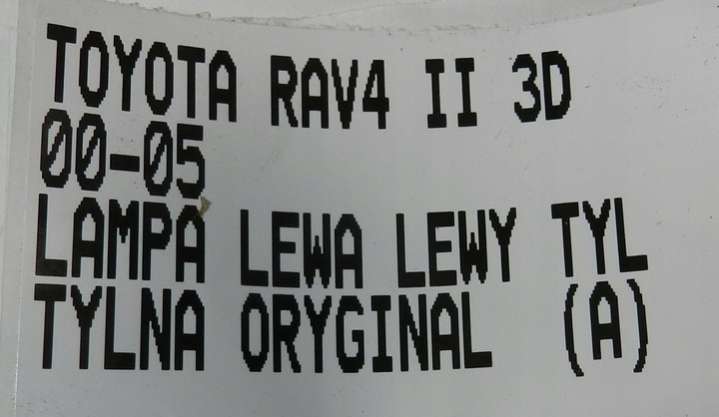 TOYOTA RAV4 II 3D
00-05
LAMPA LEWA LEWY TYL
TYLNA ORYGINAL (A)